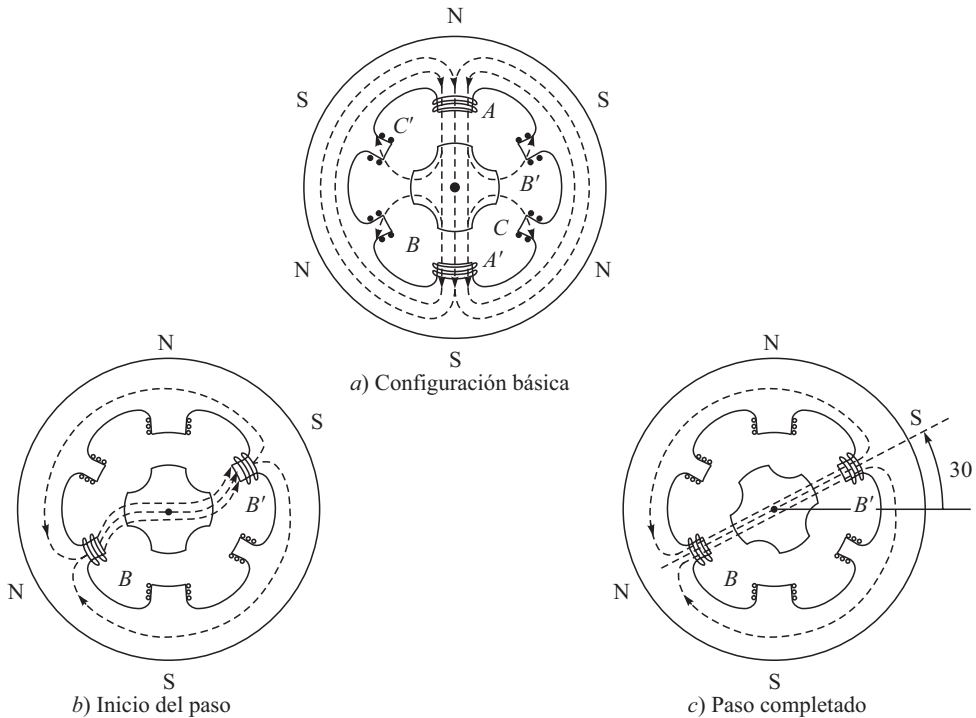 N
S
S
A
C′
B′
C
B
A′
N
N
S
a) Configuración básica
N
S
B′
B
N
S
b) Inicio del paso
N
S
30
B′
B
N
S
c) Paso completado